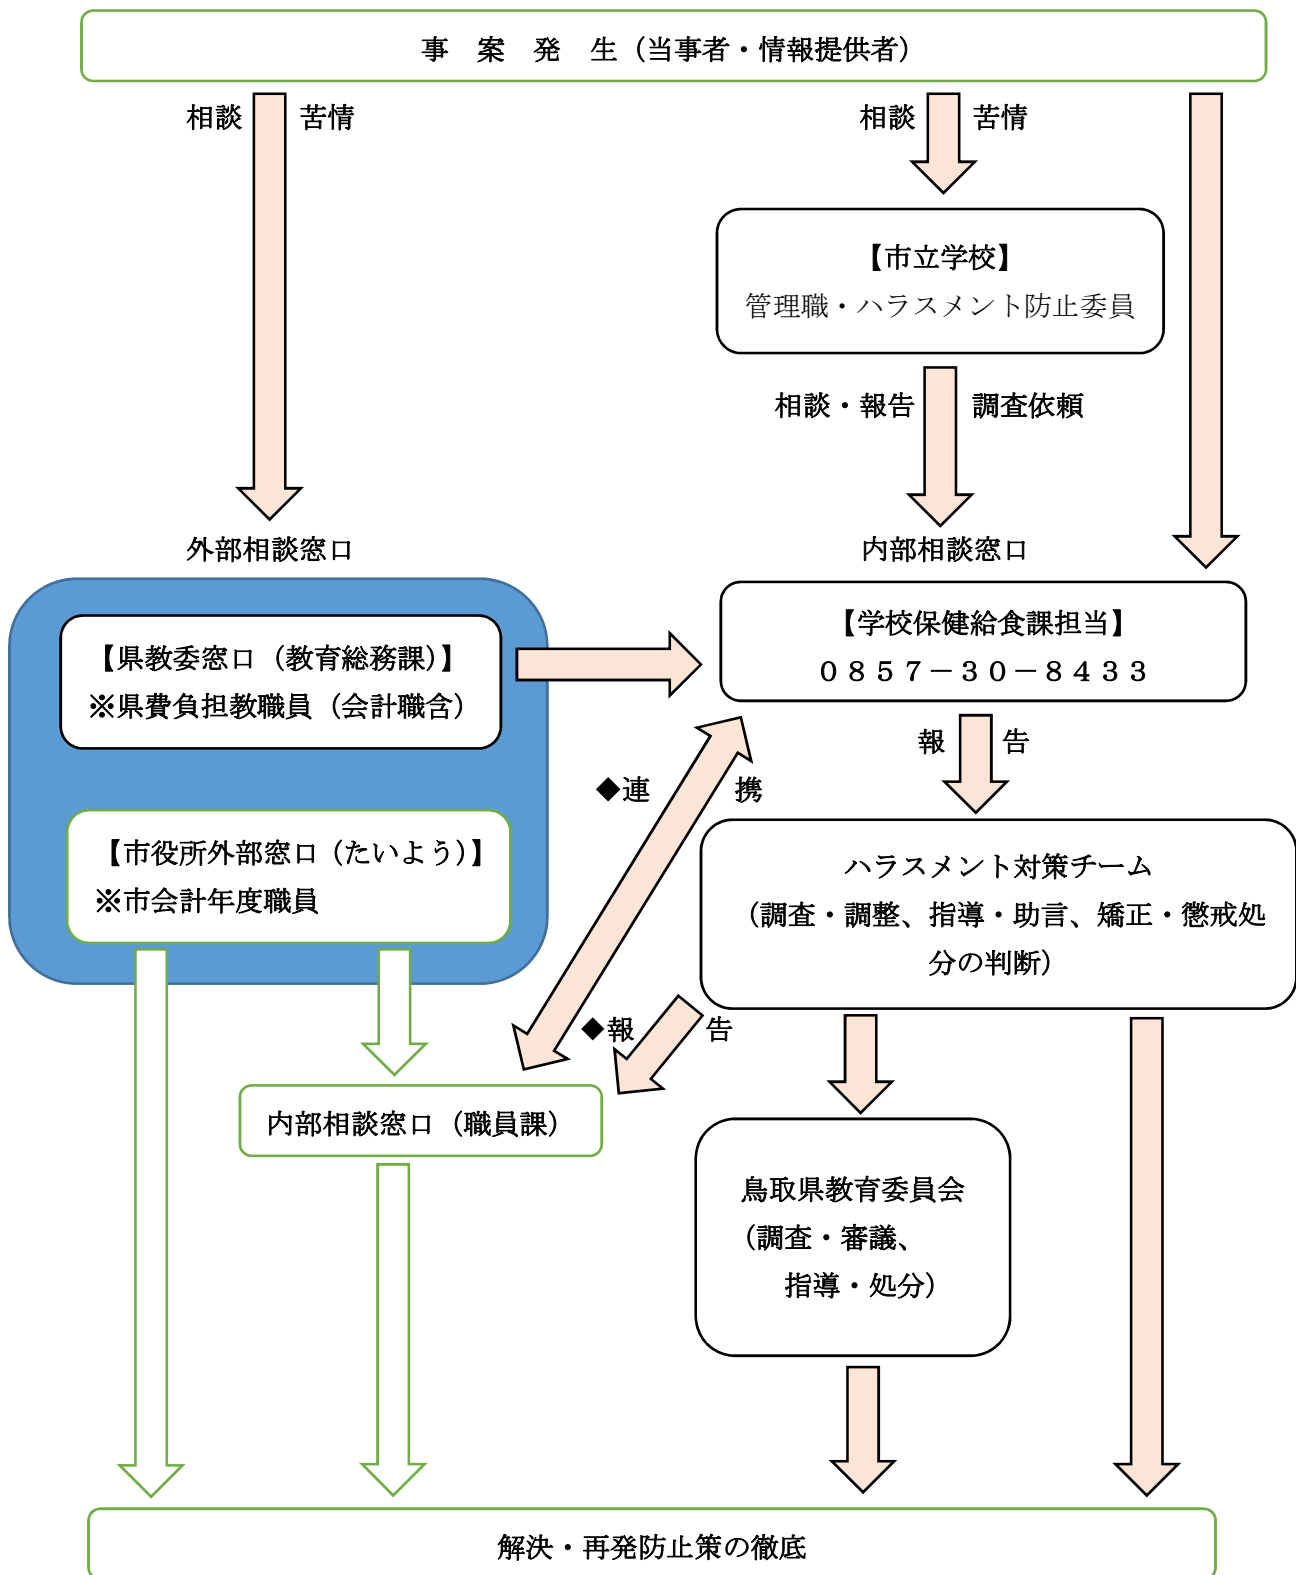 事　案　発　生（当事者・情報提供者）
相談　苦情
相談　苦情
【市立学校】
管理職・ハラスメント防止委員
相談・報告　調査依頼
外部相談窓口
内部相談窓口
【県教委窓口（教育総務課）】
※県費負担教職員（会計職含）
【学校保健給食課担当】
０８５７－３０－８４３３
報　告
◆連　携
【市役所外部窓口（たいよう）】
※市会計年度職員
ハラスメント対策チーム
（調査・調整、指導・助言、矯正・懲戒処
分の判断）
◆報　告
内部相談窓口（職員課）
鳥取県教育委員会
（調査・審議、
指導・処分）
解決・再発防止策の徹底